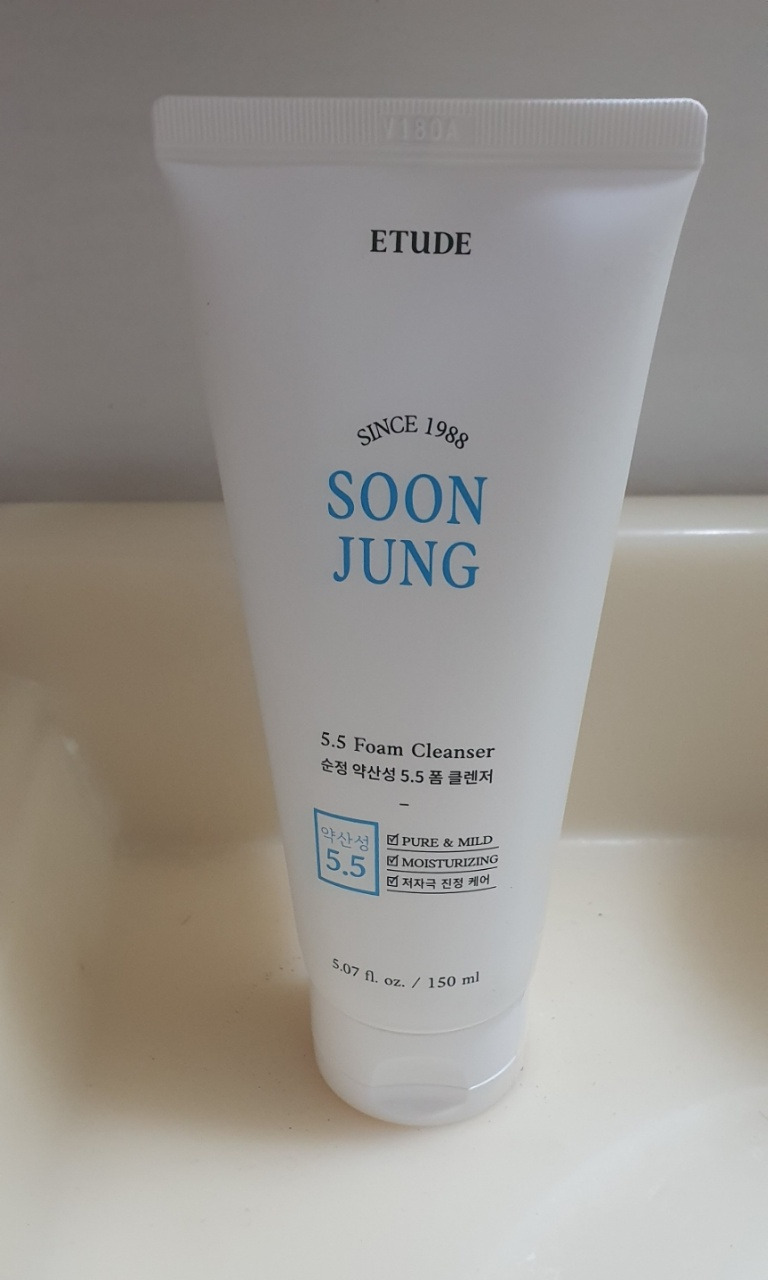 ETUDE
SINCE 1988
SOON
JUNG
5.5 Foam Cleanser
순정 약산성 5.5 폼 클렌저
약산성
5.5
PURE & MILD
MOISTURIZING
저자극 진정 케어
5.07 fl. oz. / 150 ml